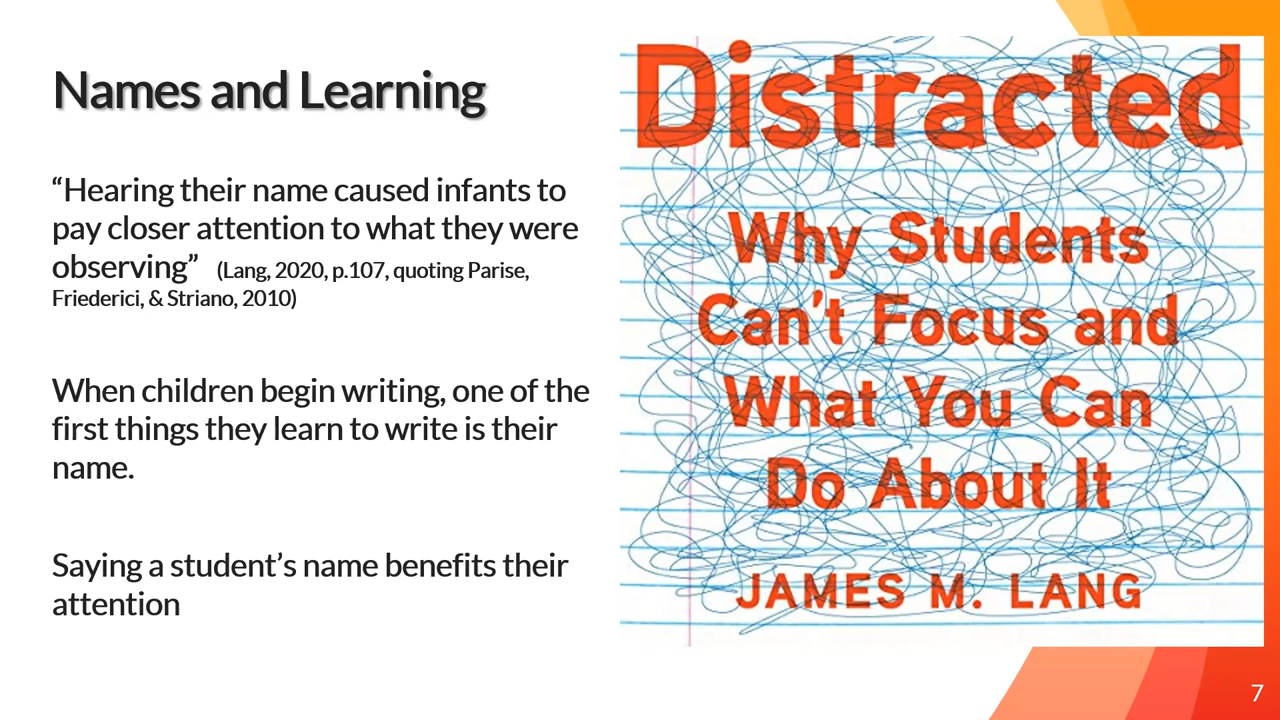 Names and Learning
“Hearing their name caused infants to
pay closer attention to what they were
observing” (Lang, 2020, p.107, quoting Parise,
Friederici, & Striano, 2010)
When children begin writing, one of the
first things they learn to write is their
name.
Saying a student’s name benefits their
attention
Distracted
Why Students
Can’t Focus and
What You Can
Do About It
JAMES M. LANG
7